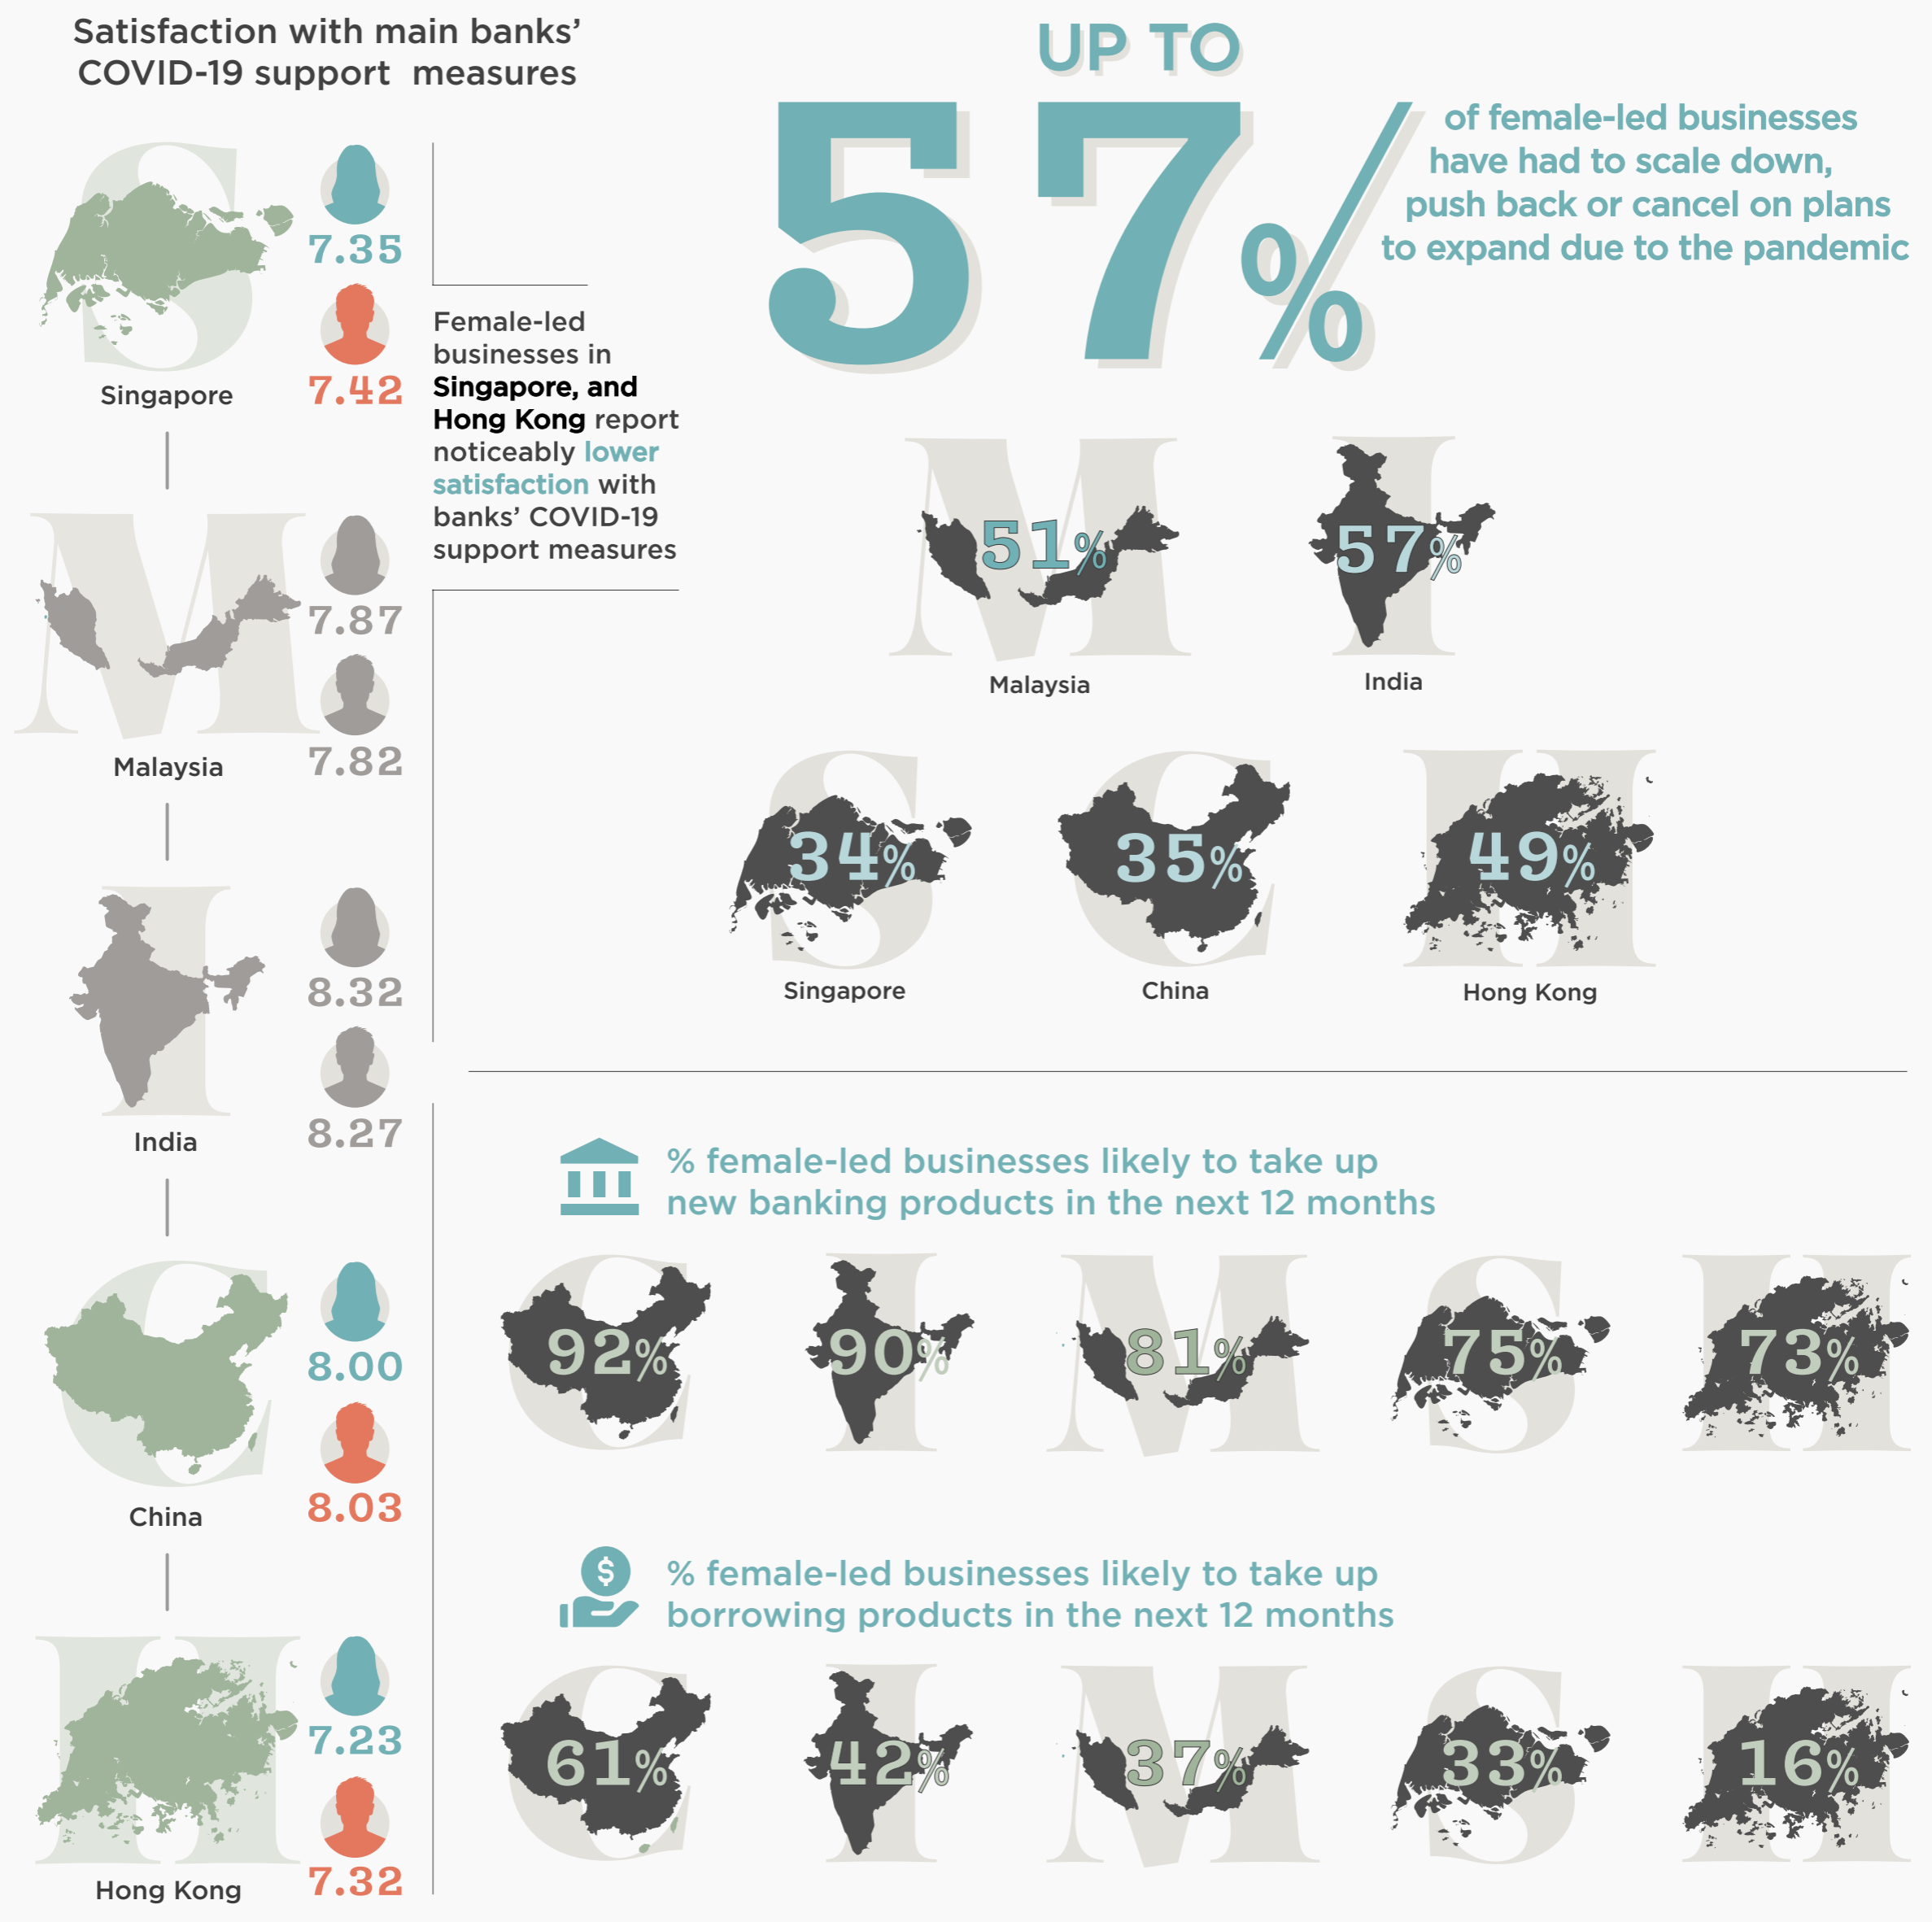 Satisfaction with main banks’
COVID-19 support measures
S
7.35
7.42
Singapore
M
7.87
7.82
Malaysia
I
8.32
8.27
India
C
8.00
8.03
China
H
7.23
7.32
Hong Kong
Female-led
businesses in
Singapore, and
Hong Kong report
noticeably lower
satisfaction with
banks’ COVID-19
support measures
UP TO
57%
of female-led businesses
have had to scale down,
push back or cancel on plans
to expand due to the pandemic
M I
51% 57%
Malaysia India
S C H
34% 35% 49%
Singapore China Hong Kong
% female-led businesses likely to take up
new banking products in the next 12 months
C I M S H
92% 90% 81% 75% 73%
$
% female-led businesses likely to take up
borrowing products in the next 12 months
C I M S H
61% 42% 37% 33% 16%